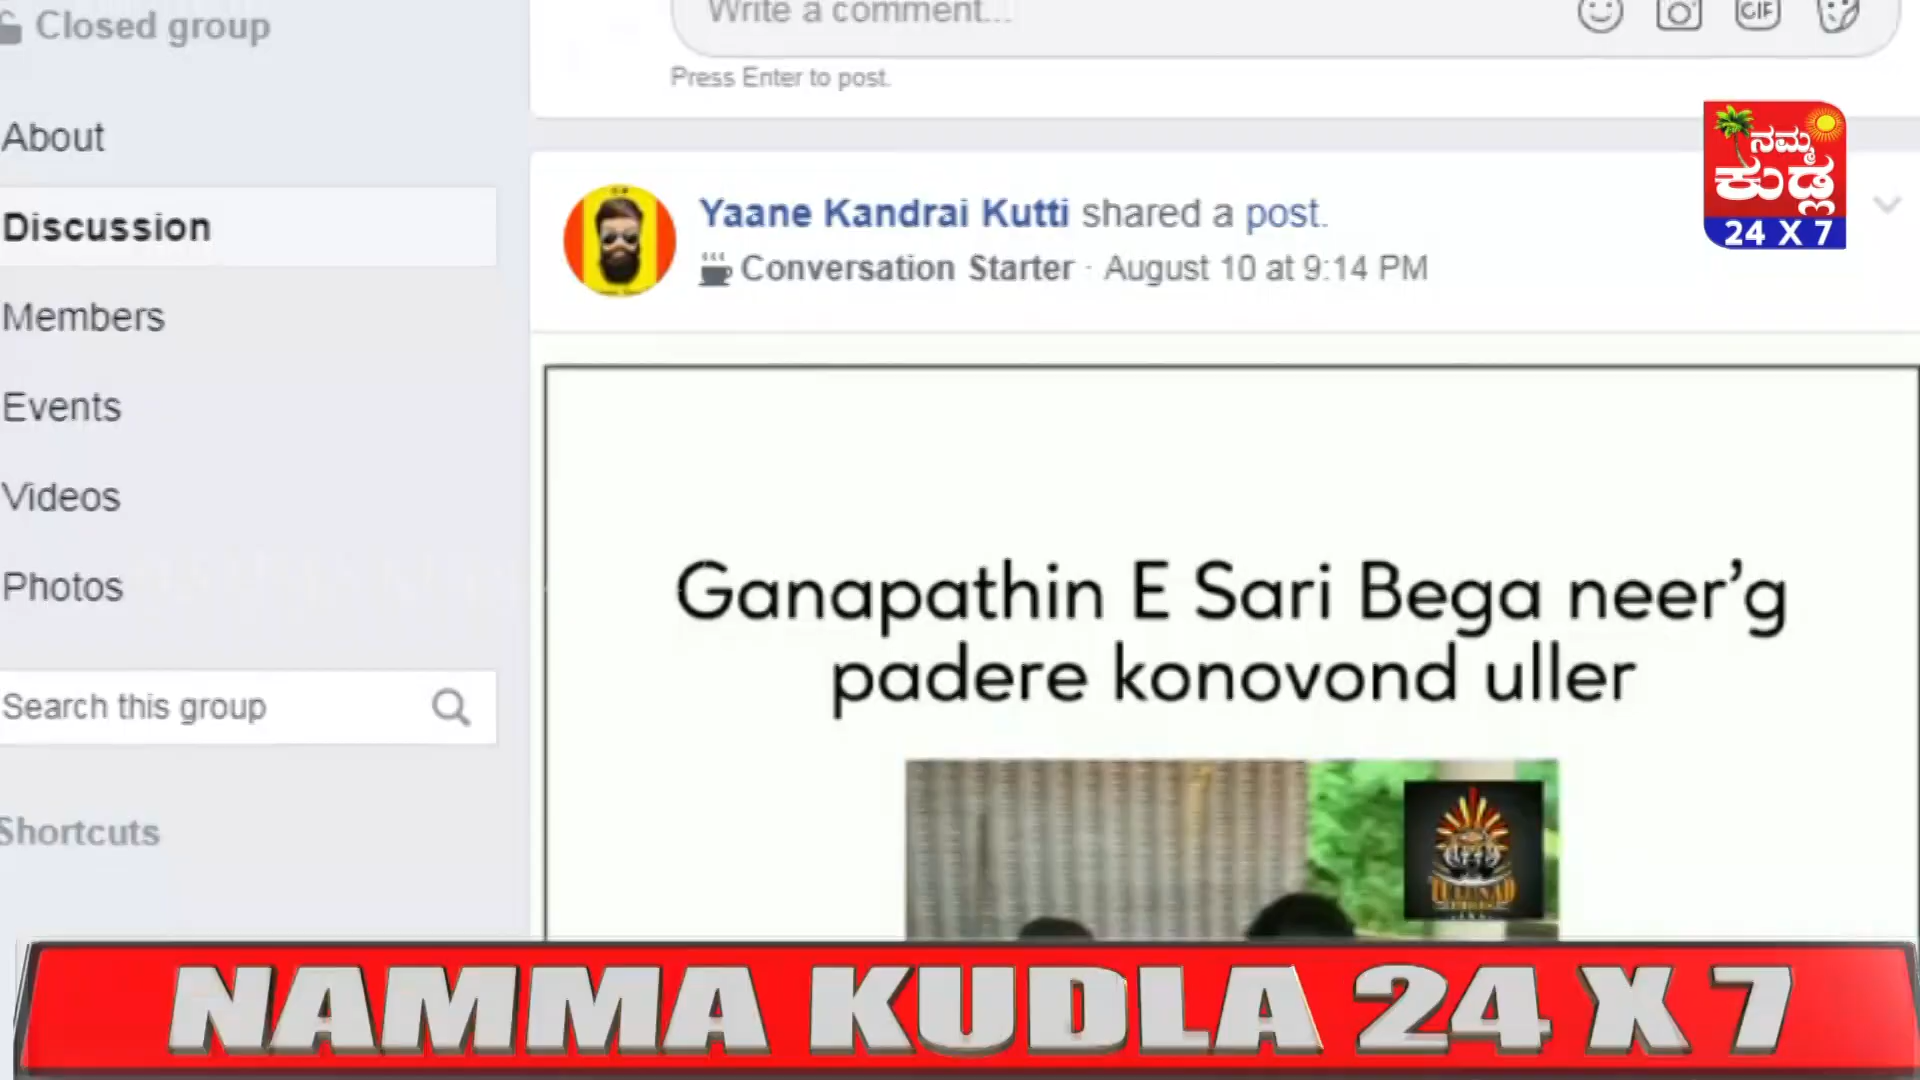 Closed group
Write a comment...
Press Enter to post.
About
Discussion
Members
Events
Videos
Photos
Search this group
Shortcuts
Yaane Kandrai Kutti shared a post.
Conversation Starter · August 10 at 9:14 PM
ನಮ್ಮ
ಕುಡ್ಲ
24 X 7
Ganapathin E Sari Bega neer’g
padere konovond uller
GIF
NAMMA KUDLA 24 X 7